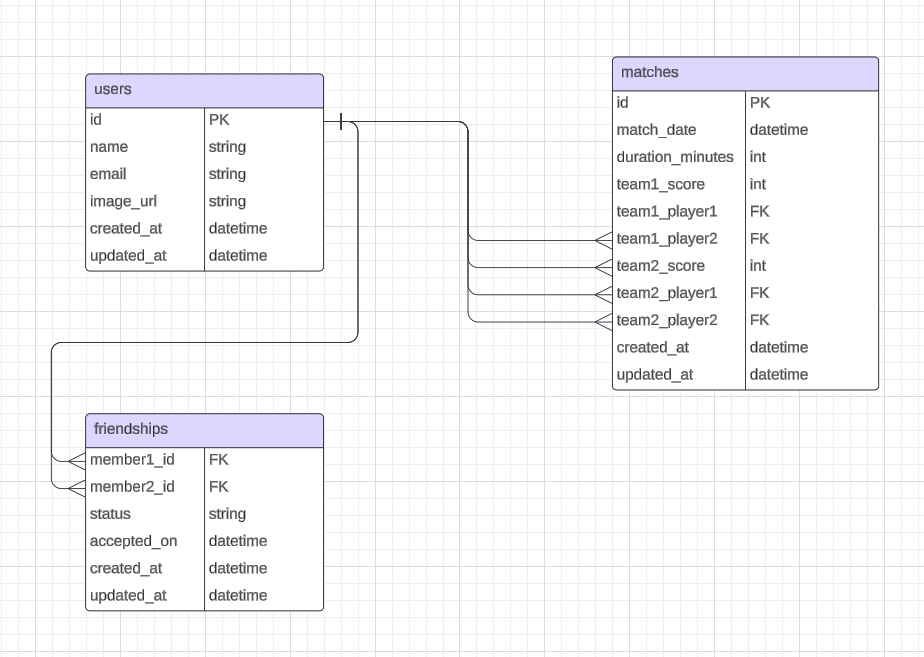 users
id PK
name string
email string
image_url string
created_at datetime
updated_at datetime
matches
id PK
match_date datetime
duration_minutes int
team1_score int
team1_player1 FK
team1_player2 FK
team2_score int
team2_player1 FK
team2_player2 FK
created_at datetime
updated_at datetime
friendships
member1_id FK
member2_id FK
status string
accepted_on datetime
created_at datetime
updated_at datetime